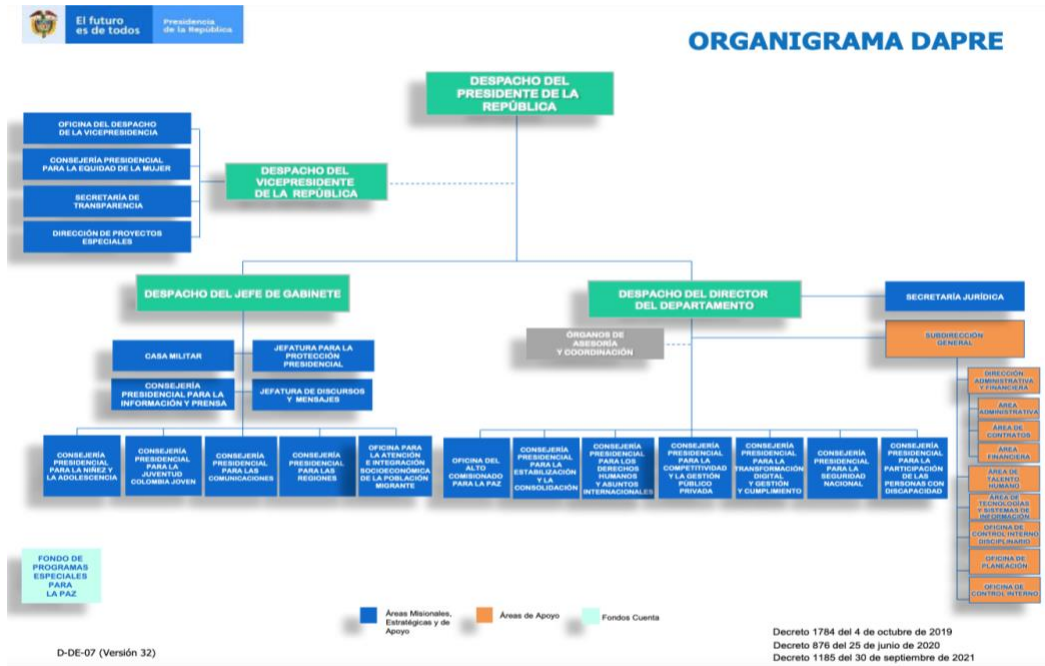 El futuro
es de todos
Presidencia
de la República
ORGANIGRAMA DAPRE
DESPACHO DEL
PRESIDENTE DE LA
REPÚBLICA
OFICINA DEL DESPACHO
DE LA VICEPRESIDENCIA
CONSEJERÍA PRESIDENCIAL
PARA LA EQUIDAD DE LA MUJER
SECRETARÍA DE
TRANSPARENCIA
DIRECCIÓN DE PROYECTOS
ESPECIALES
DESPACHO DEL
VICEPRESIDENTE
DE LA REPÚBLICA
DESPACHO DEL JEFE DE GABINETE
DESPACHO DEL DIRECTOR
DEL DEPARTAMENTO
SECRETARÍA JURÍDICA
ÓRGANOS DE
ASESORÍA
Y COORDINACIÓN
SUBDIRECCIÓN
GENERAL
CASA MILITAR
JEFATURA PARA LA
PROTECCIÓN
PRESIDENCIAL
CONSEJERÍA
PRESIDENCIAL PARA LA
INFORMACIÓN Y PRENSA
JEFATURA DE DISCURSOS
Y MENSAJES
CONSEJERÍA
PRESIDENCIAL
PARA LA NIÑEZ Y
LA ADOLESCENCIA
CONSEJERÍA
PRESIDENCIAL
PARA LA
JUVENTUD
COLOMBIA JOVEN
CONSEJERÍA
PRESIDENCIAL
PARA LAS
COMUNICACIONES
CONSEJERÍA
PRESIDENCIAL
PARA LAS
REGIONES
OFICINA PARA
LA ATENCIÓN
E INTEGRACIÓN
SOCIOECONÓMICA
DE LA POBLACIÓN
MIGRANTE
OFICINA DEL
ALTO
COMISIONADO
PARA LA PAZ
CONSEJERÍA
PRESIDENCIAL
PARA LA
ESTABILIZACIÓN
Y LA
CONSOLIDACIÓN
CONSEJERÍA
PRESIDENCIAL
PARA LOS
DERECHOS
HUMANOS
Y ASUNTOS
INTERNACIONALES
CONSEJERÍA
PRESIDENCIAL
PARA LA
COMPETITIVIDAD
Y LA GESTIÓN
PÚBLICO
PRIVADA
CONSEJERÍA
PRESIDENCIAL
PARA LA
TRANSFORMACIÓN
DIGITAL
Y GESTIÓN
Y CUMPLIMIENTO
CONSEJERÍA
PRESIDENCIAL
PARA LA
SEGURIDAD
NACIONAL
CONSEJERÍA
PRESIDENCIAL
PARA LA
PARTICIPACIÓN
DE LAS
PERSONAS CON
DISCAPACIDAD
DIRECCIÓN
ADMINISTRATIVA
Y FINANCIERA
ÁREA
ADMINISTRATIVA
ÁREA DE
CONTRATOS
ÁREA
FINANCIERA
ÁREA DE
TALENTO
HUMANO
ÁREA DE
TECNOLOGÍAS
Y SISTEMAS DE
INFORMACIÓN
OFICINA DE
CONTROL INTERNO
DISCIPLINARIO
OFICINA DE
PLANEACIÓN
OFICINA DE
CONTROL INTERNO
FONDO DE
PROGRAMAS
ESPECIALES
PARA
LA PAZ
Áreas Misionales,
Estratégicas y de
Apoyo
Áreas de Apoyo
Fondos Cuenta
Decreto 1784 del 4 de octubre de 2019
Decreto 876 del 25 de junio de 2020
Decreto 1185 del 30 de septiembre de 2021
D-DE-07 (Versión 32)